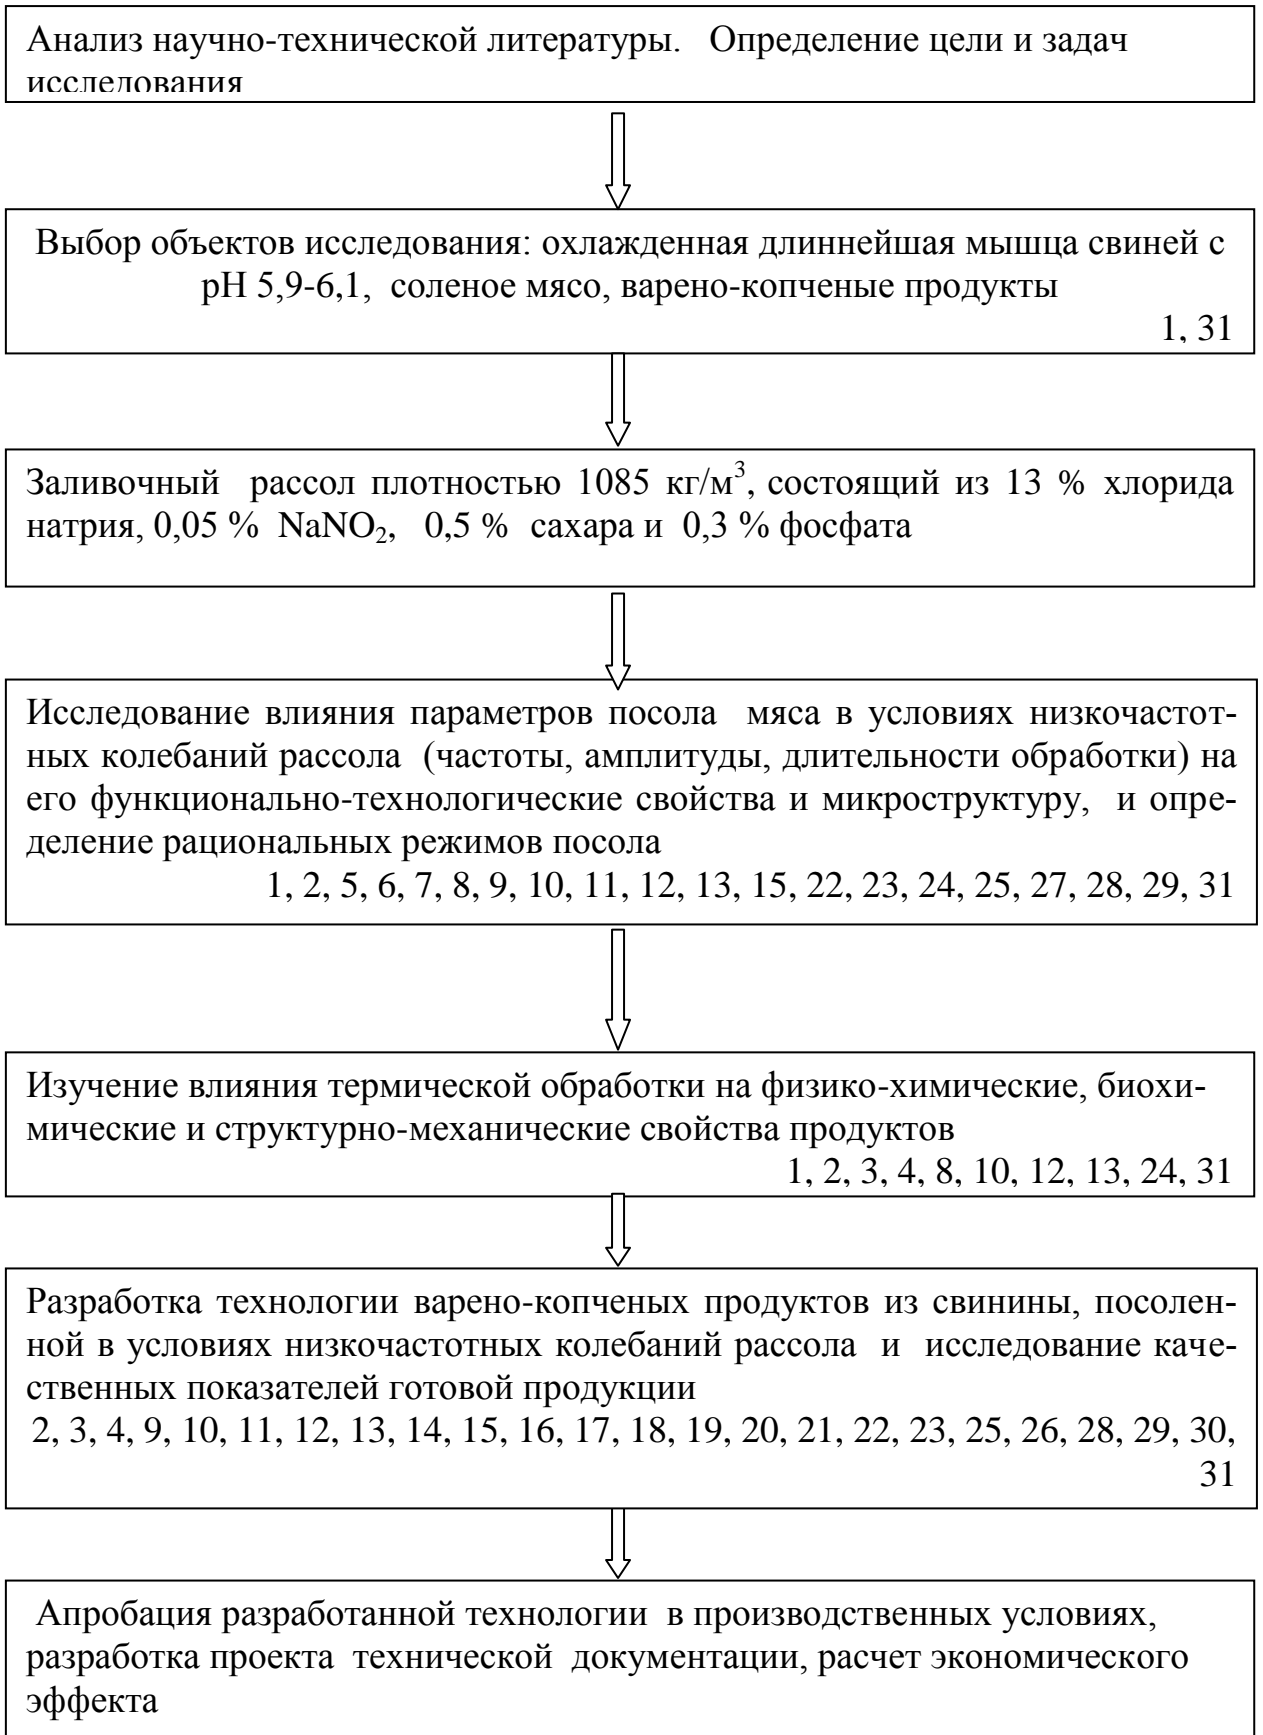 Анализ научно-технической литературы. Определение цели и задач
исследования
Выбор объектов исследования: охлажденная длиннейшая мышца свиней с
рН 5,9-6,1, соленое мясо, варено-копченые продукты
1, 31
Заливочный рассол плотностью 1085 кг/м³, состоящий из 13 % хлорида
натрия, 0,05 % NaNO₂, 0,5 % сахара и 0,3 % фосфата
Исследование влияния параметров посола мяса в условиях низкочастот-
ных колебаний рассола (частоты, амплитуды, длительности обработки) на
его функционально-технологические свойства и микроструктуру, и опре-
деление рациональных режимов посола
1, 2, 5, 6, 7, 8, 9, 10, 11, 12, 13, 15, 22, 23, 24, 25, 27, 28, 29, 31
Изучение влияния термической обработки на физико-химические, биохи-
мические и структурно-механические свойства продуктов
1, 2, 3, 4, 8, 10, 12, 13, 24, 31
Разработка технологии варено-копченых продуктов из свинины, посолен-
ной в условиях низкочастотных колебаний рассола и исследование каче-
ственных показателей готовой продукции
2, 3, 4, 9, 10, 11, 12, 13, 14, 15, 16, 17, 18, 19, 20, 21, 22, 23, 25, 26, 28, 29, 30,
31
Апробация разработанной технологии в производственных условиях,
разработка проекта технической документации, расчет экономического
эффекта